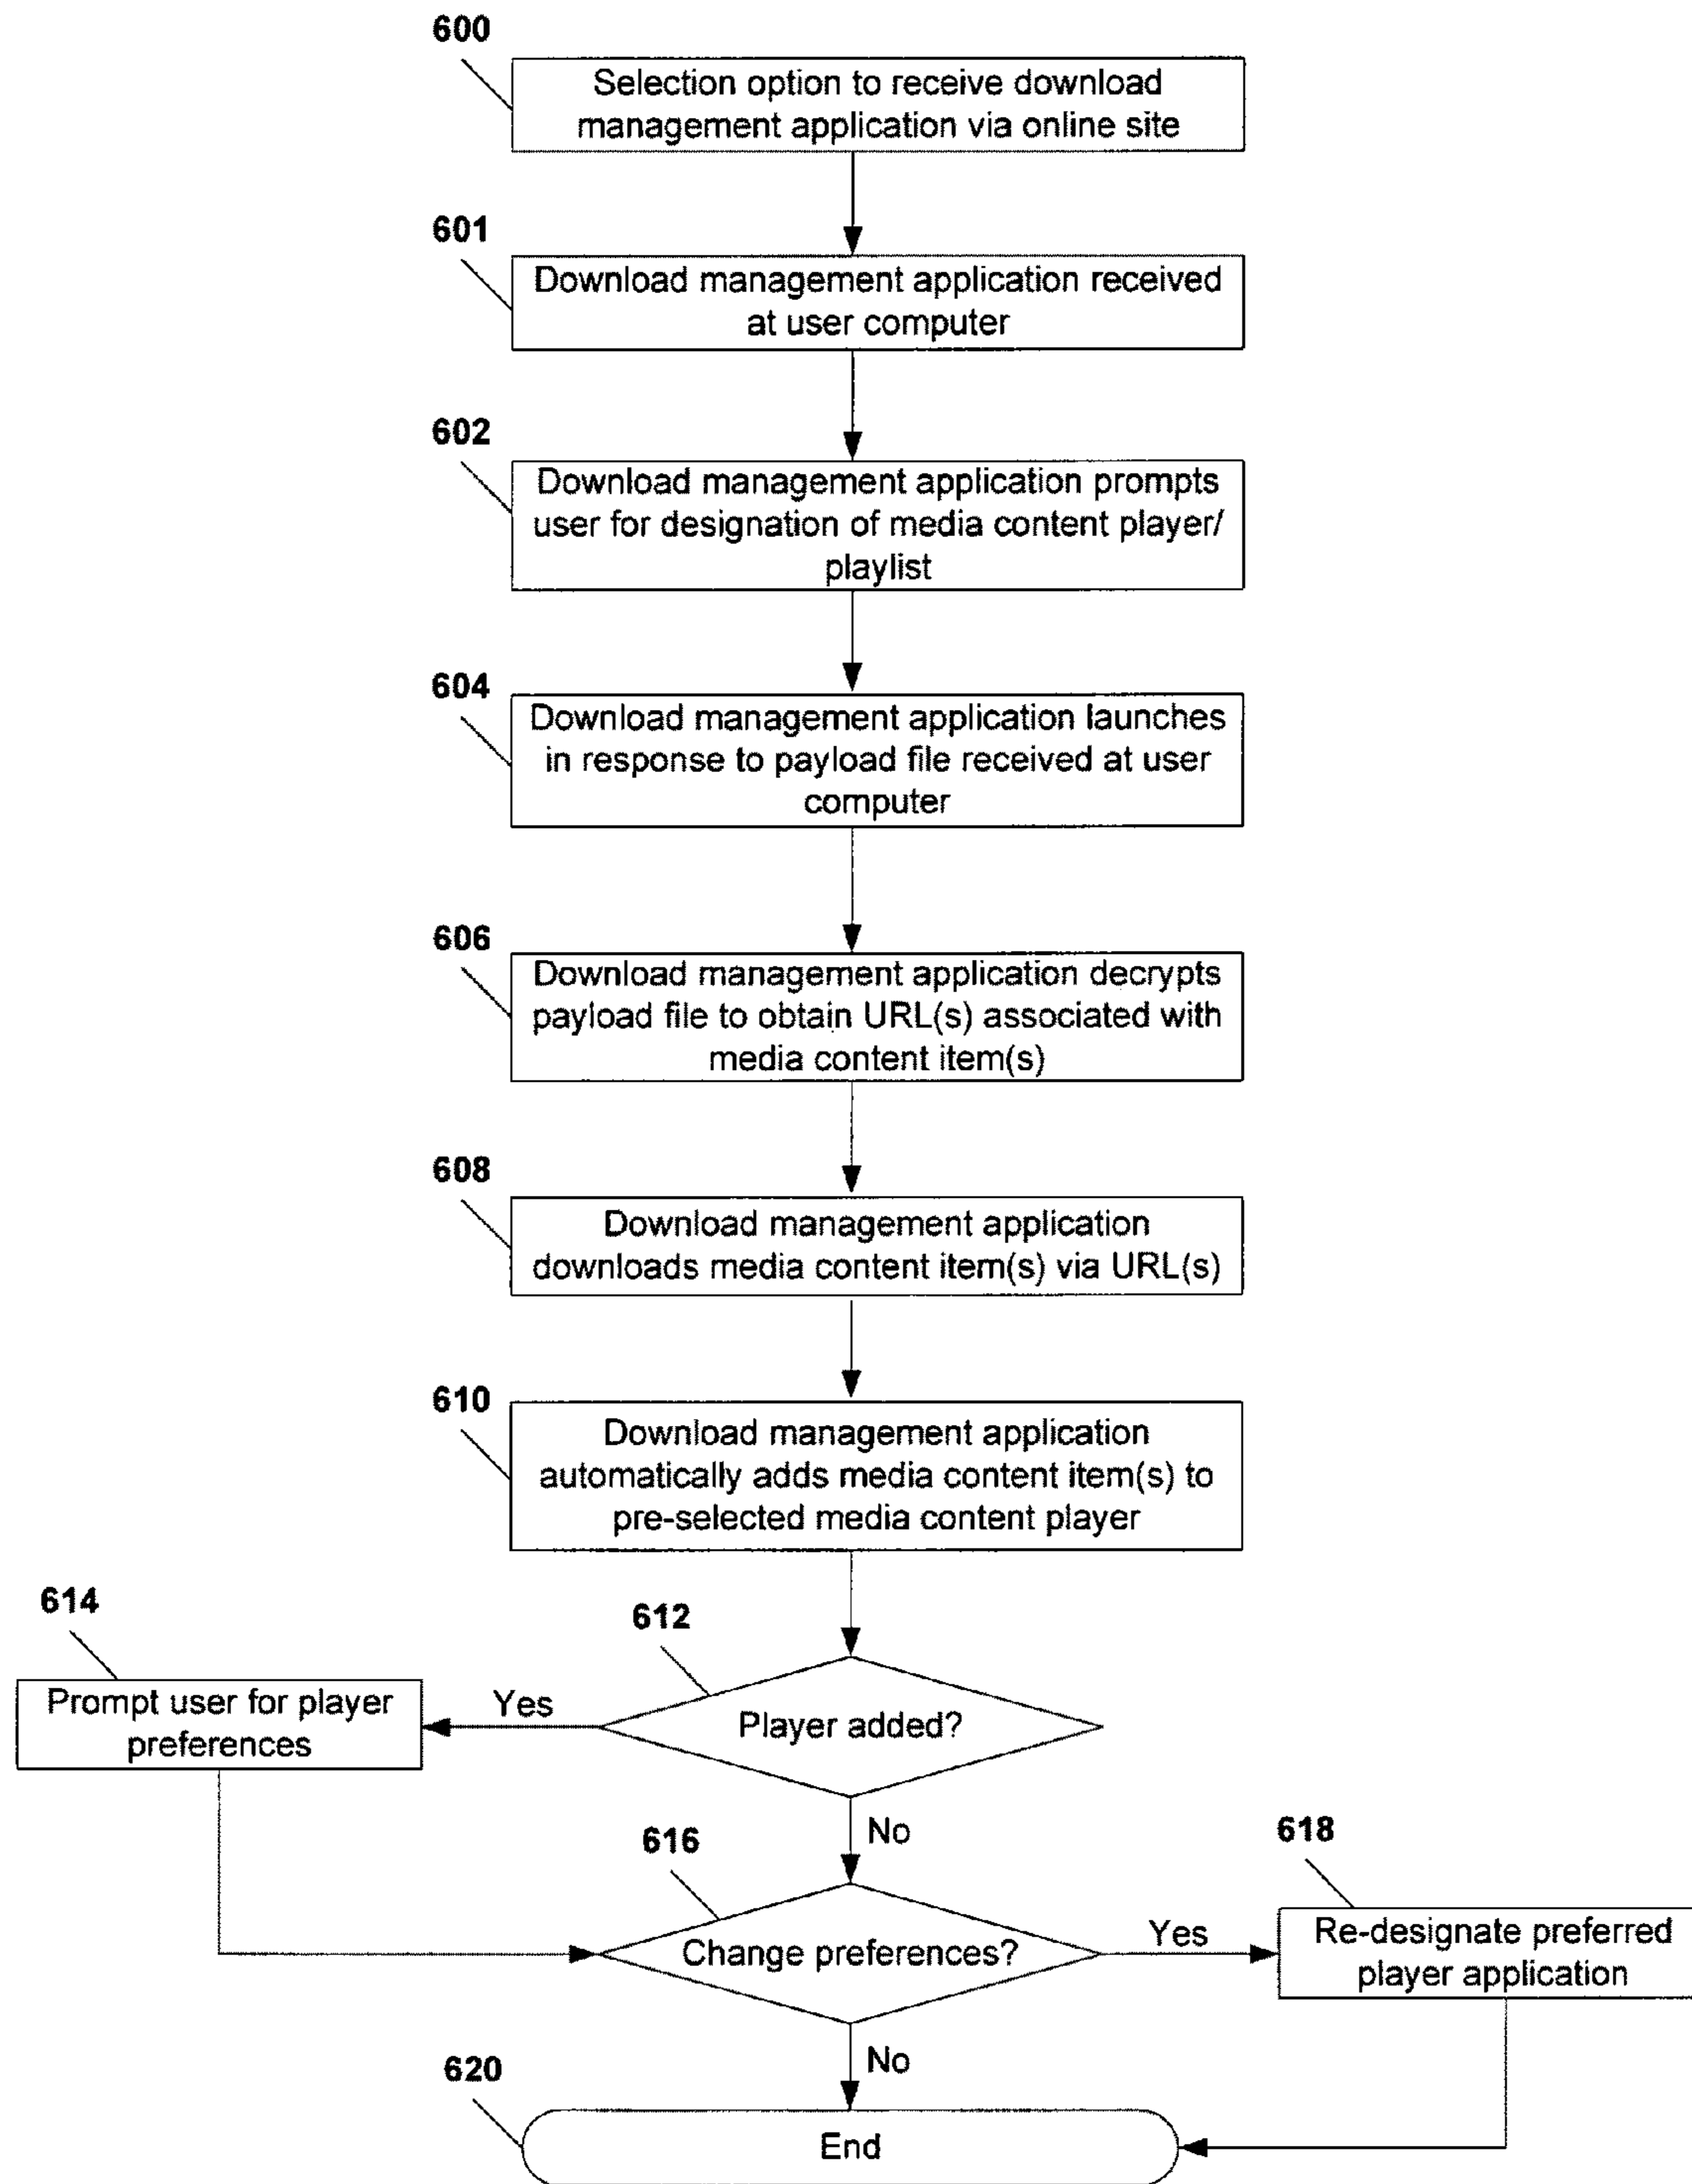 600
Selection option to receive download
management application via online site
601
Download management application received
at user computer
602
Download management application prompts
user for designation of media content player/
playlist
604
Download management application launches
in response to payload file received at user
computer
606
Download management application decrypts
payload file to obtain URL(s) associated with
media content item(s)
608
Download management application
downloads media content item(s) via URL(s)
610
Download management application
automatically adds media content item(s) to
pre-selected media content player
614
612
Prompt user for player
preferences
Yes
Player added?
No
616
618
Change preferences?
Yes
Re-designate preferred
player application
No
620
End